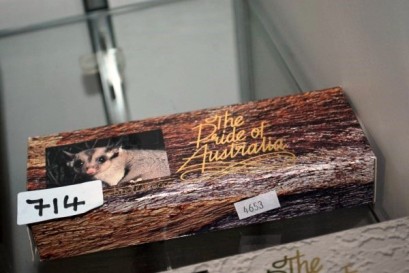 The
Pride of
Australia
714
4653
The